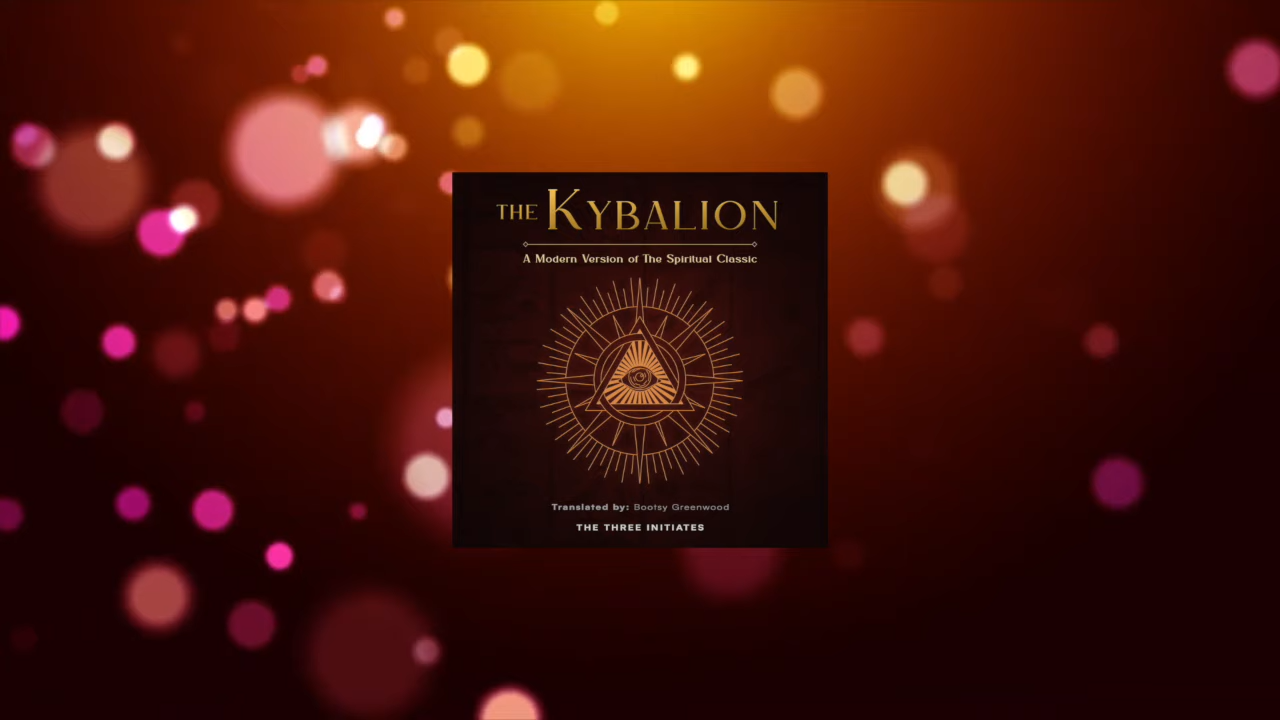 THE KYBALION
A Modern Version of The Spiritual Classic
Translated by: Bootsy Greenwood
THE THREE INITIATES